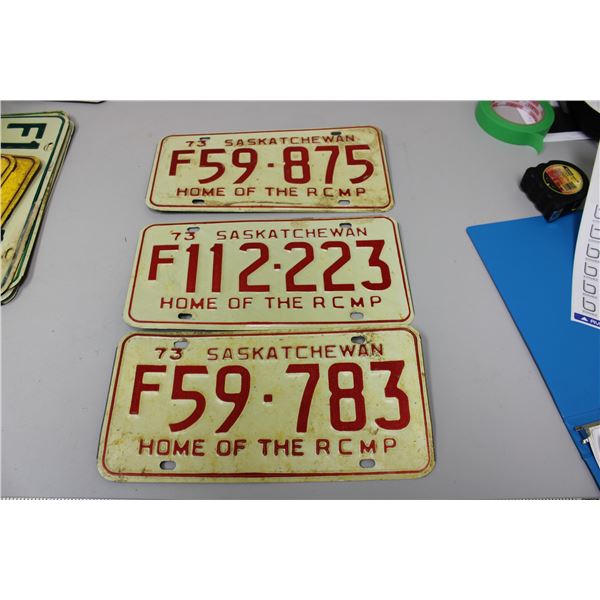 73 SASKATCHEWAN
F59·875
HOME OF THE RCMP
73 SASKATCHEWAN
F112·223
HOME OF THE RCMP
73 SASKATCHEWAN
F59·783
HOME OF THE RCMP
F1